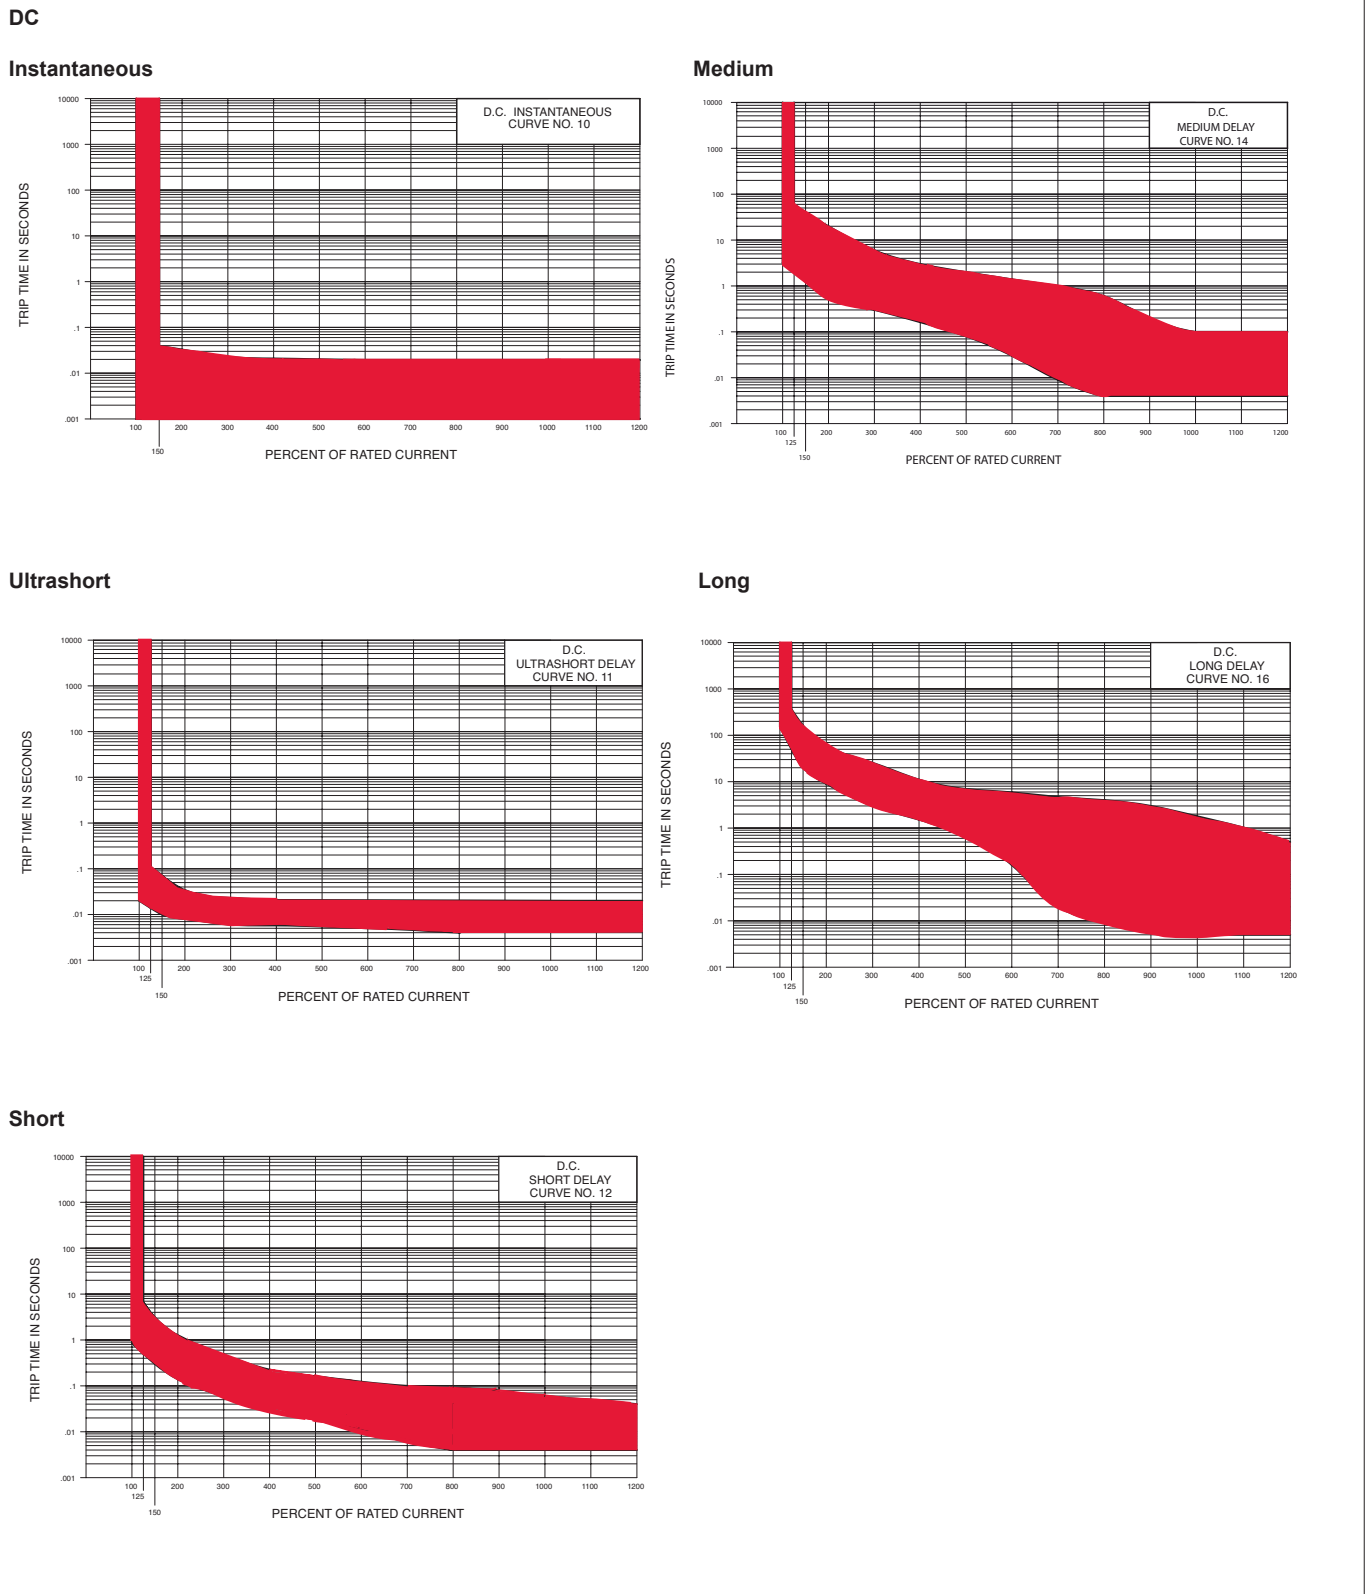 DC
Instantaneous
D.C. INSTANTANEOUS
CURVE NO. 10
10000
1000
100
10
1
.1
.01
.001
TRIP TIME IN SECONDS
100 200 300 400 500 600 700 800 900 1000 1100 1200
150
PERCENT OF RATED CURRENT
Medium
D.C.
MEDIUM DELAY
CURVE NO. 14
10000
1000
100
10
1
.1
.01
.001
TRIP TIME IN SECONDS
100 200 300 400 500 600 700 800 900 1000 1100 1200
125
150
PERCENT OF RATED CURRENT
Ultrashort
D.C.
ULTRASHORT DELAY
CURVE NO. 11
10000
1000
100
10
1
.1
.01
.001
TRIP TIME IN SECONDS
100 200 300 400 500 600 700 800 900 1000 1100 1200
125
150
PERCENT OF RATED CURRENT
Long
D.C.
LONG DELAY
CURVE NO. 16
10000
1000
100
10
1
.1
.01
.001
TRIP TIME IN SECONDS
100 200 300 400 500 600 700 800 900 1000 1100 1200
125
150
PERCENT OF RATED CURRENT
Short
D.C.
SHORT DELAY
CURVE NO. 12
10000
1000
100
10
1
.1
.01
.001
TRIP TIME IN SECONDS
100 200 300 400 500 600 700 800 900 1000 1100 1200
125
150
PERCENT OF RATED CURRENT